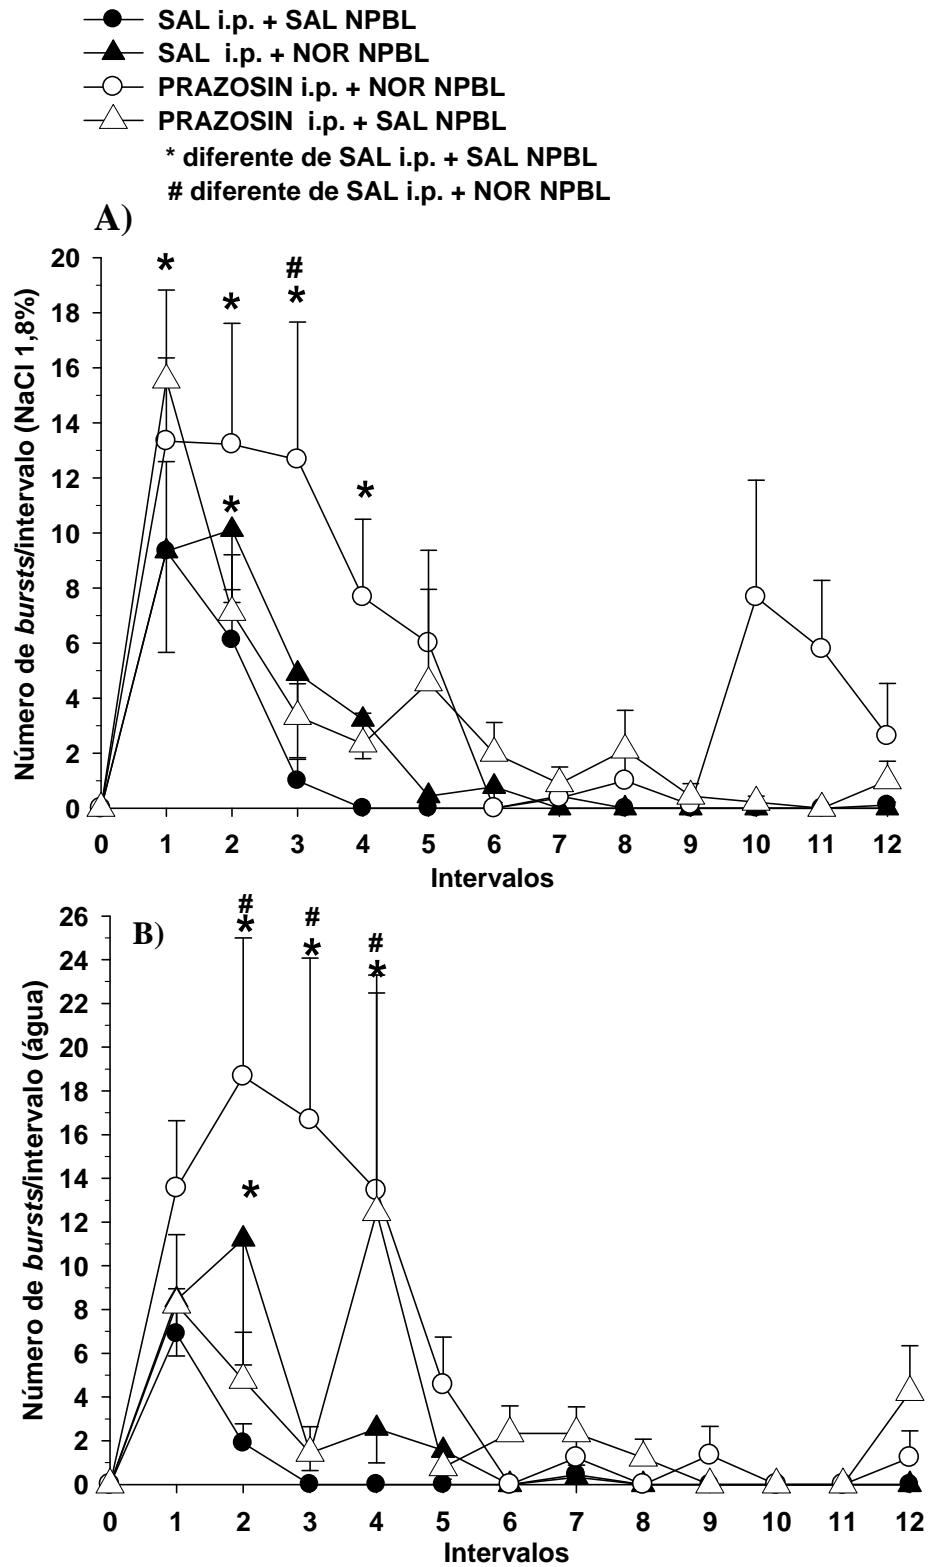 SAL i.p. + SAL NPBL
SAL i.p. + NOR NPBL
PRAZOSIN i.p. + NOR NPBL
PRAZOSIN i.p. + SAL NPBL
* diferente de SAL i.p. + SAL NPBL
# diferente de SAL i.p. + NOR NPBL
A)
Número de bursts/intervalo (NaCl 1,8%)
20
18
16
14
12
10
8
6
4
2
0
* * # *
* *
0 1 2 3 4 5 6 7 8 9 10 11 12
Intervalos
B)
Número de bursts/intervalo (água)
26
24
22
20
18
16
14
12
10
8
6
4
2
0
# # #
* * *
*
0 1 2 3 4 5 6 7 8 9 10 11 12
Intervalos